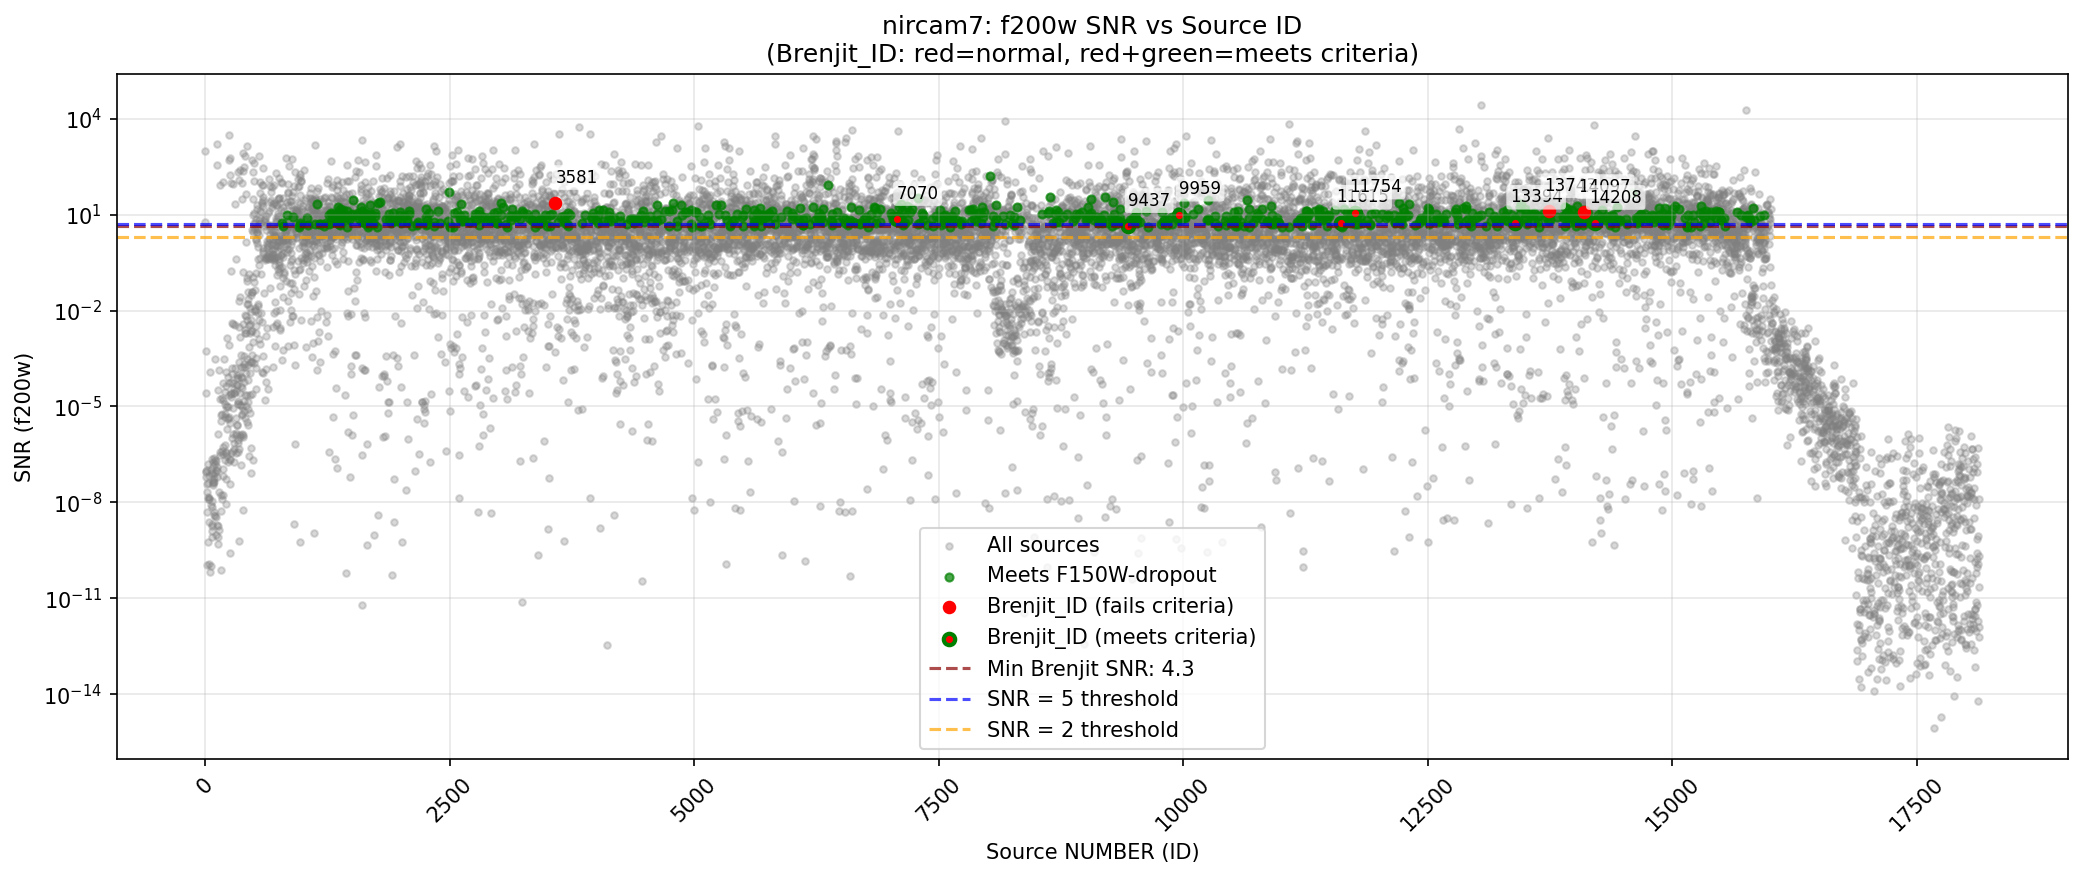 nircam7: f200w SNR vs Source ID
(Brenjit_ID: red=normal, red+green=meets criteria)
SNR (f200w)
10^4
10^1
10^-2
10^-5
10^-8
10^-11
10^-14
3581
7070
9437
9959
11754
13394
14097
14208
All sources
Meets F150W-dropout
Brenjit_ID (fails criteria)
Brenjit_ID (meets criteria)
Min Brenjit SNR: 4.3
SNR = 5 threshold
SNR = 2 threshold
0
2500
5000
7500
10000
12500
15000
17500
Source NUMBER (ID)